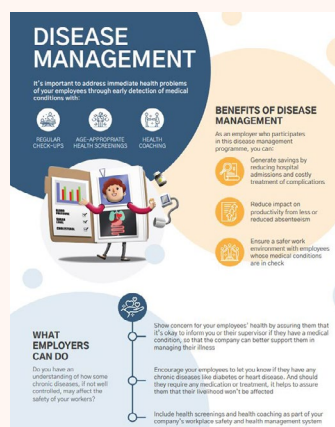 DISEASE
MANAGEMENT
It's important to address immediate health problems
of your employees through early detection of medical
conditions with:
REGULAR
CHECK-UPS
AGE-APPROPRIATE
HEALTH SCREENINGS
HEALTH
COACHING
BENEFITS OF DISEASE
MANAGEMENT
As an employer who participates
in this disease management
programme, you can:
Generate savings by
reducing hospital
admissions and costly
treatment of complications
Reduce impact on
productivity from less or
reduced absenteeism
Ensure a safer work
environment with employees
whose medical conditions
are in check
WHAT
EMPLOYERS
CAN DO
Do you have an
understanding of how some
chronic diseases, if not well
controlled, may affect the
safety of your workers?
Show concern for your employees' health by assuring them that
it's okay to inform you or their supervisor if they have a medical
condition, so that the company can better support them in
managing their illness
Encourage your employees to let you know if they have any
chronic diseases like diabetes or heart disease. And should
they require any medication or treatment, it helps to assure
them that their livelihood won't be affected
Include health screenings and health coaching as part of your
company's workplace safety and health management system